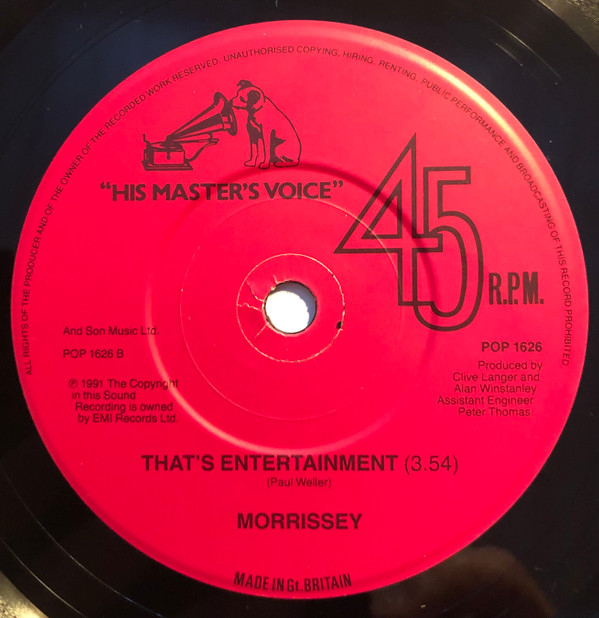 ALL RIGHTS OF THE PRODUCER AND OF THE OWNER OF THE RECORDED WORK RESERVED. UNAUTHORISED COPYING, HIRING, RENTING, PUBLIC PERFORMANCE AND BROADCASTING OF THIS RECORD PROHIBITED
"HIS MASTER'S VOICE"
45
R.P.M.
And Son Music Ltd.
POP 1626 B
℗ 1991 The Copyright
in this Sound
Recording is owned
by EMI Records Ltd.
POP 1626
Produced by
Clive Langer and
Alan Winstanley
Assistant Engineer
Peter Thomas
THAT'S ENTERTAINMENT (3.54)
(Paul Weller)
MORRISSEY
MADE IN Gt. BRITAIN